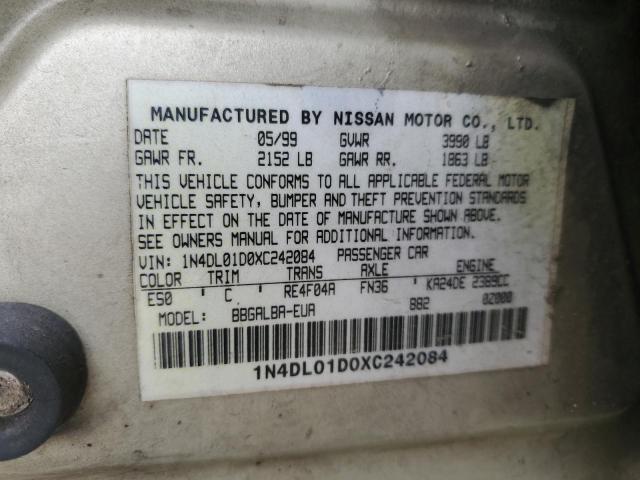 MANUFACTURED BY NISSAN MOTOR CO., LTD.
DATE 05/99 GVWR 3990 LB
GAWR FR. 2152 LB GAWR RR. 1863 LB
THIS VEHICLE CONFORMS TO ALL APPLICABLE FEDERAL MOTOR
VEHICLE SAFETY, BUMPER AND THEFT PREVENTION STANDARDS
IN EFFECT ON THE DATE OF MANUFACTURE SHOWN ABOVE.
SEE OWNERS MANUAL FOR ADDITIONAL INFORMATION.
VIN: 1N4DL01D0XC242084 PASSENGER CAR
COLOR TRIM TRANS AXLE ENGINE
ES0 C RE4F04A FN36 KA24DE 2389CC
MODEL: BBGALBA-EUA 882 02000
1N4DL01D0XC242084